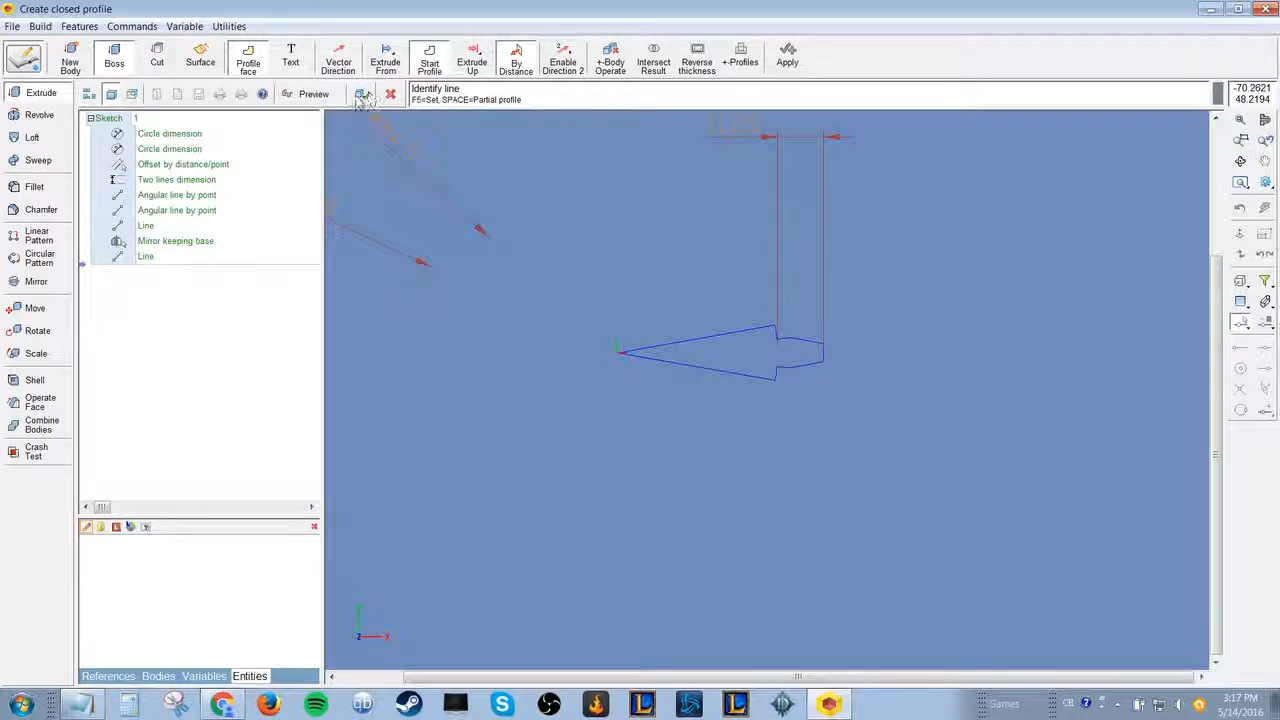 Create closed profile
File Build Features Commands Variable Utilities
New Body
Boss
Cut
Surface
Profile face
Text
Vector Direction
Extrude From
Start Profile
Extrude Up
By Distance
Enable Direction 2
+-Body Operate
Intersect Result
Reverse thickness
+-Profiles
Apply
Preview
Identify line
F5=Set, SPACE=Partial profile
-70.2621
48.2194
Extrude
Revolve
Loft
Sweep
Fillet
Chamfer
Linear Pattern
Circular Pattern
Mirror
Move
Rotate
Scale
Shell
Operate Face
Combine Bodies
Crash Test
Sketch 1
Circle dimension
Circle dimension
Offset by distance/point
Two lines dimension
Angular line by point
Angular line by point
Line
Mirror keeping base
Line
Z X
References Bodies Variables Entities
Games
3:17 PM
5/14/2016